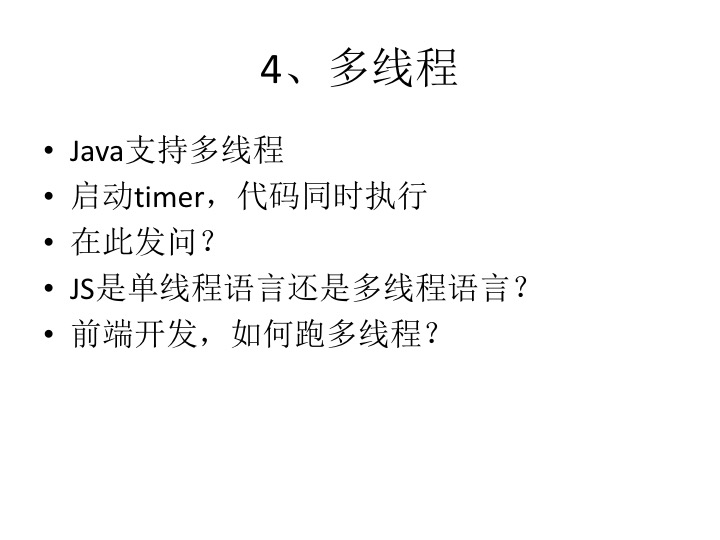 4、多线程
• Java支持多线程
• 启动timer，代码同时执行
• 在此发问？
• JS是单线程语言还是多线程语言？
• 前端开发，如何跑多线程？